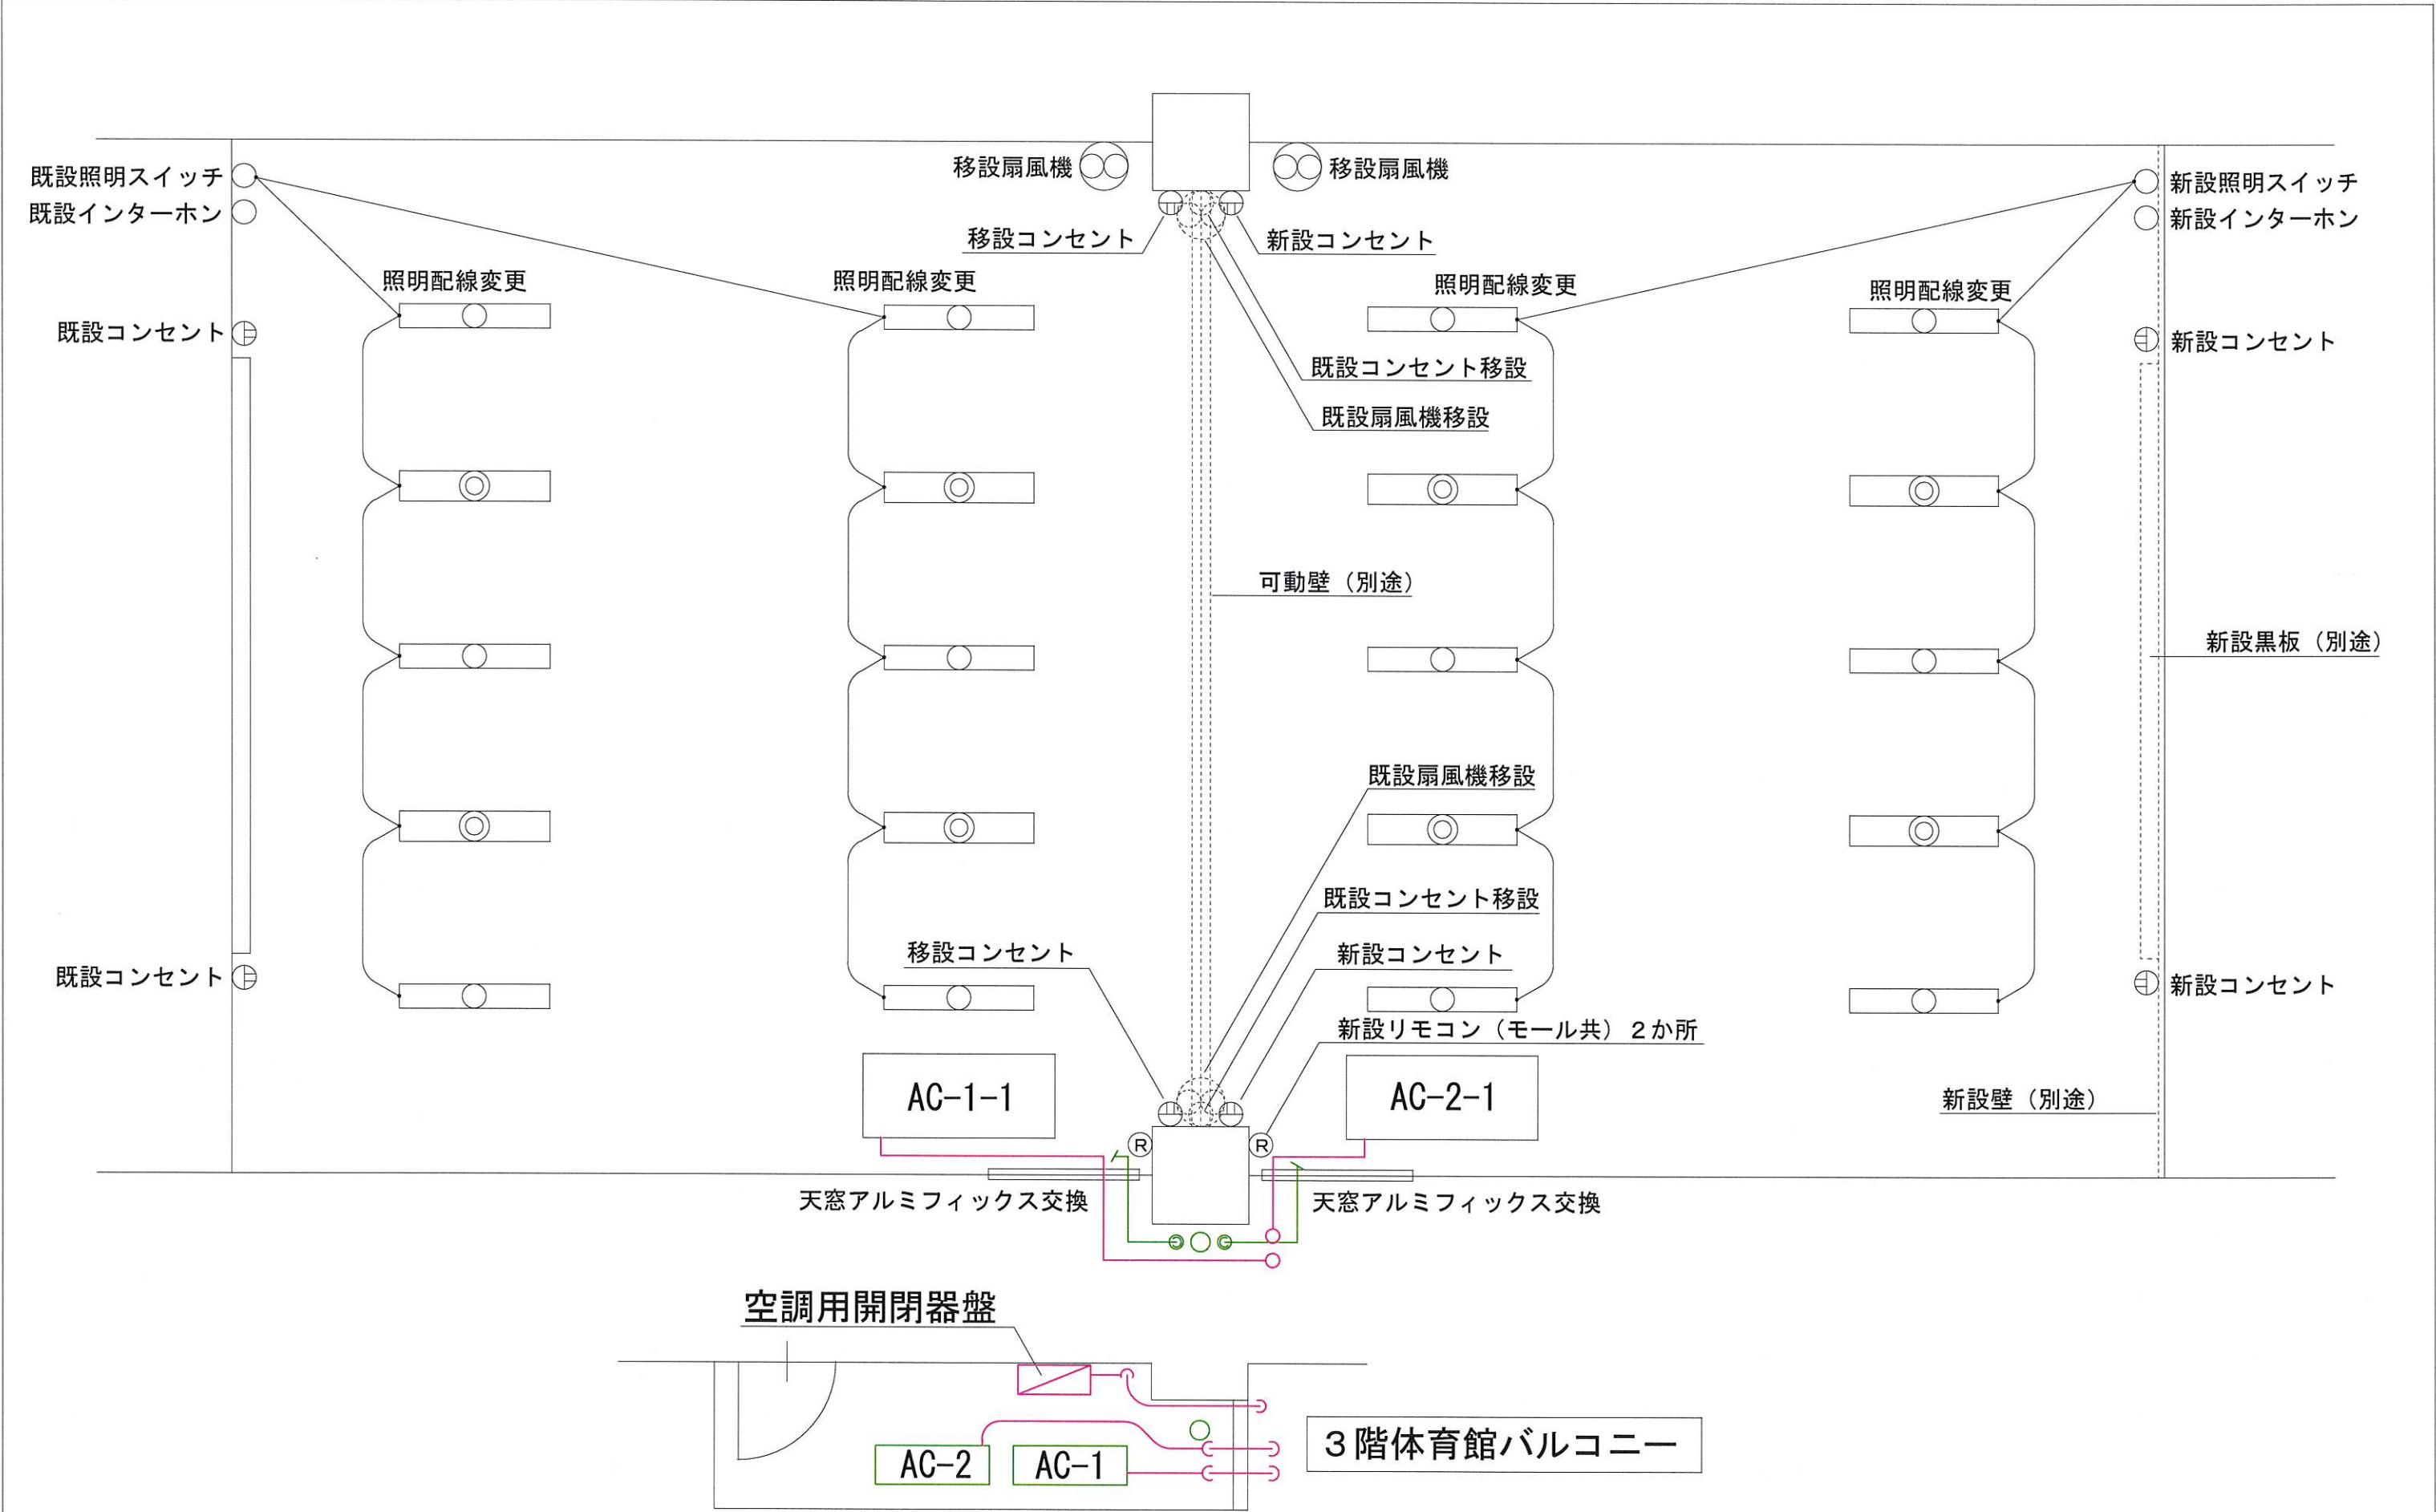 移設扇風機
移設扇風機
既設照明スイッチ
新設照明スイッチ
既設インターホン
新設インターホン
移設コンセント
新設コンセント
照明配線変更
照明配線変更
照明配線変更
照明配線変更
既設コンセント
新設コンセント
既設コンセント移設
既設扇風機移設
可動壁（別途）
新設黒板（別途）
既設扇風機移設
既設コンセント移設
移設コンセント
新設コンセント
既設コンセント
新設コンセント
新設リモコン（モール共）２か所
AC-1-1
AC-2-1
新設壁（別途）
R
R
天窓アルミフィックス交換
天窓アルミフィックス交換
空調用開閉器盤
３階体育館バルコニー
AC-2
AC-1